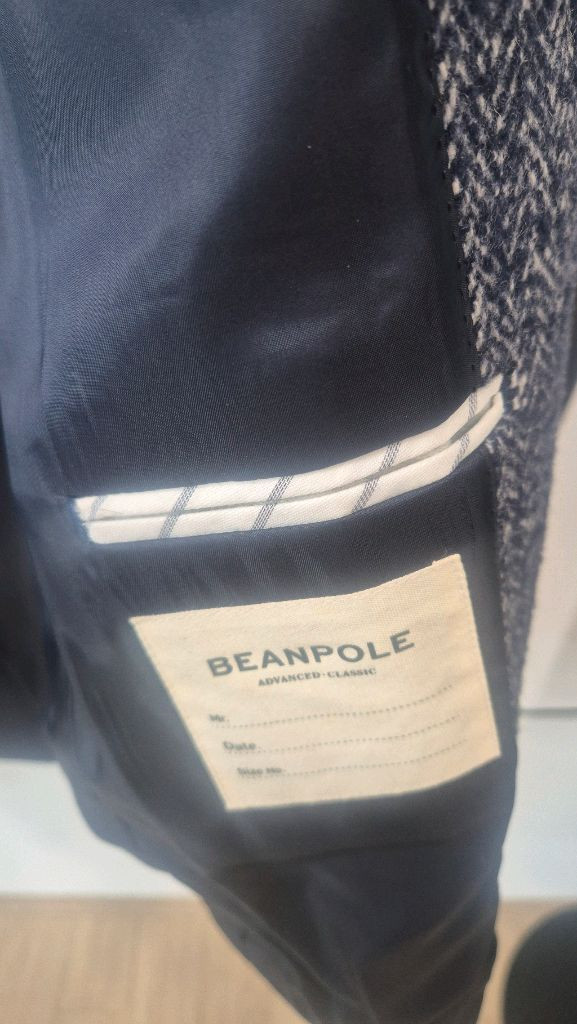 BEANPOLE
ADVANCED·CLASSIC
Mr.
Date
Size No.